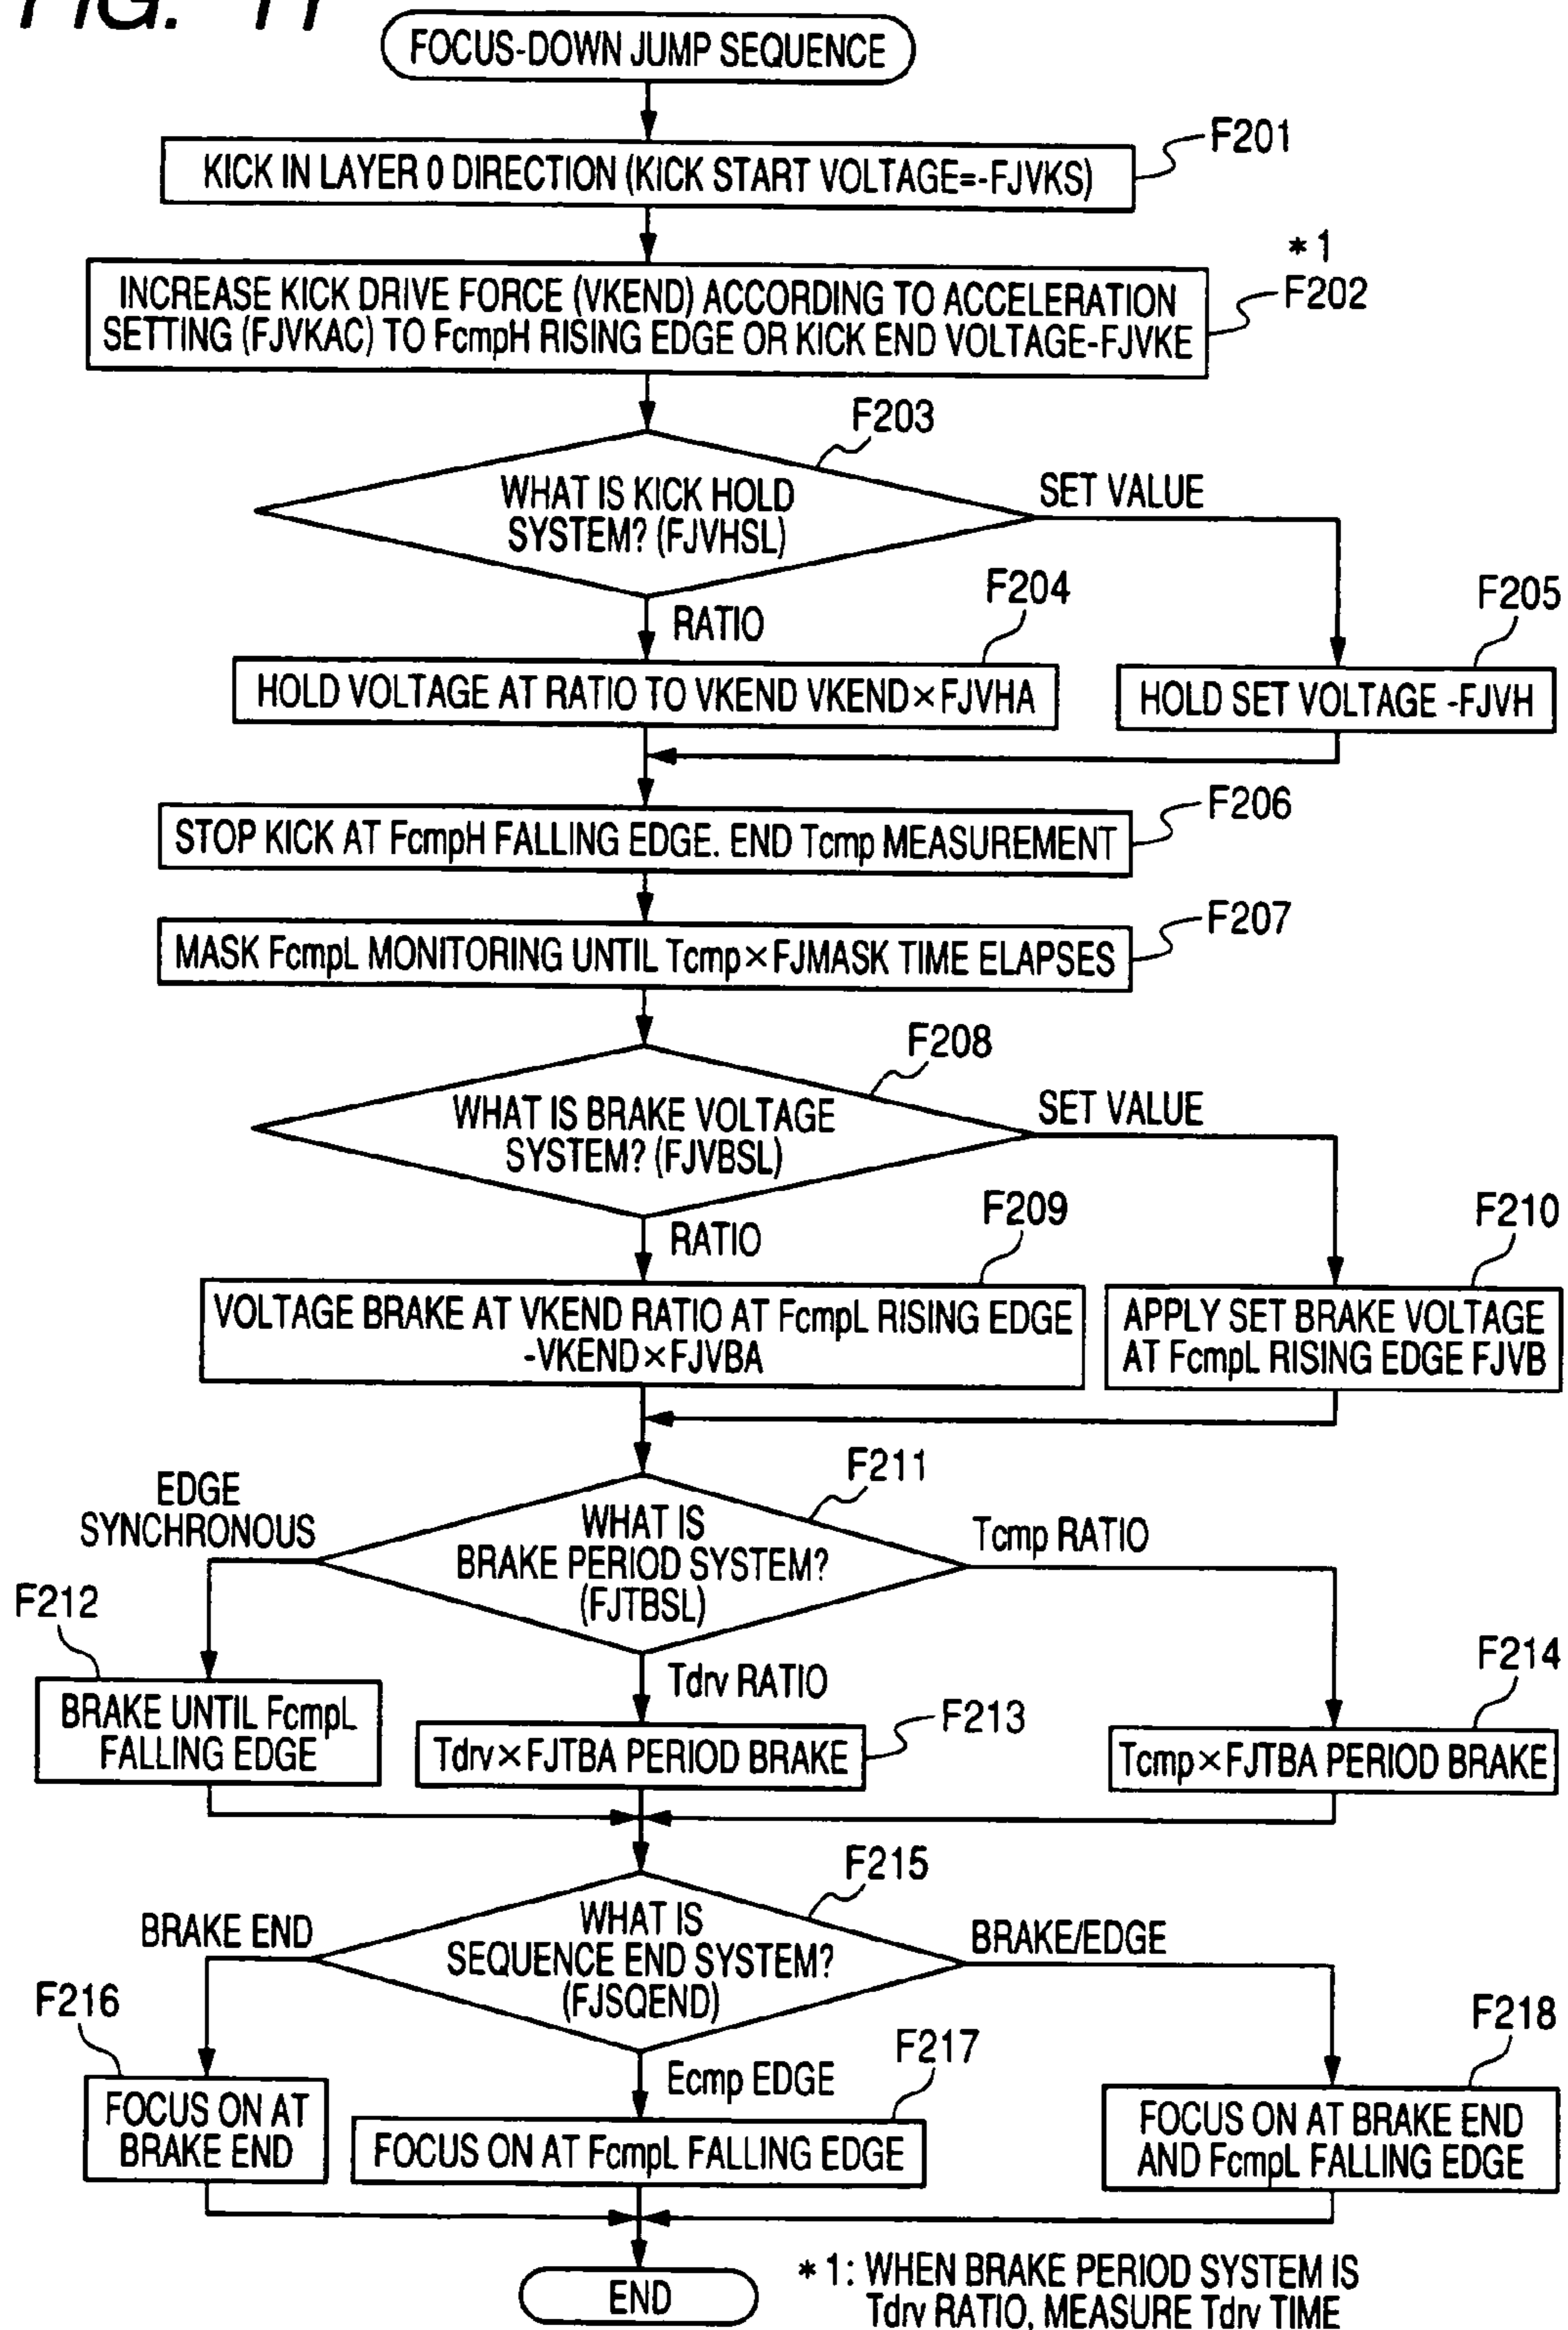 FIG. 11
FOCUS-DOWN JUMP SEQUENCE
F201
KICK IN LAYER 0 DIRECTION (KICK START VOLTAGE=-FJVKS)
*1
F202
INCREASE KICK DRIVE FORCE (VKEND) ACCORDING TO ACCELERATION
SETTING (FJVKAC) TO FcmpH RISING EDGE OR KICK END VOLTAGE-FJVKE
F203
WHAT IS KICK HOLD
SYSTEM? (FJVHSL)
SET VALUE
RATIO
F204
F205
HOLD VOLTAGE AT RATIO TO VKEND VKEND×FJVHA
HOLD SET VOLTAGE -FJVH
F206
STOP KICK AT FcmpH FALLING EDGE. END Tcmp MEASUREMENT
F207
MASK FcmpL MONITORING UNTIL Tcmp×FJMASK TIME ELAPSES
F208
WHAT IS BRAKE VOLTAGE
SYSTEM? (FJVBSL)
SET VALUE
RATIO
F209
F210
VOLTAGE BRAKE AT VKEND RATIO AT FcmpL RISING EDGE
-VKEND×FJVBA
APPLY SET BRAKE VOLTAGE
AT FcmpL RISING EDGE FJVB
F211
EDGE
SYNCHRONOUS
WHAT IS
BRAKE PERIOD SYSTEM?
(FJTBSL)
Tcmp RATIO
F212
Tdrv RATIO
F213
F214
BRAKE UNTIL FcmpL
FALLING EDGE
Tdrv×FJTBA PERIOD BRAKE
Tcmp×FJTBA PERIOD BRAKE
F215
BRAKE END
WHAT IS
SEQUENCE END SYSTEM?
(FJSQEND)
BRAKE/EDGE
F216
Ecmp EDGE
F217
F218
FOCUS ON AT
BRAKE END
FOCUS ON AT FcmpL FALLING EDGE
FOCUS ON AT BRAKE END
AND FcmpL FALLING EDGE
END
*1: WHEN BRAKE PERIOD SYSTEM IS
Tdrv RATIO, MEASURE Tdrv TIME